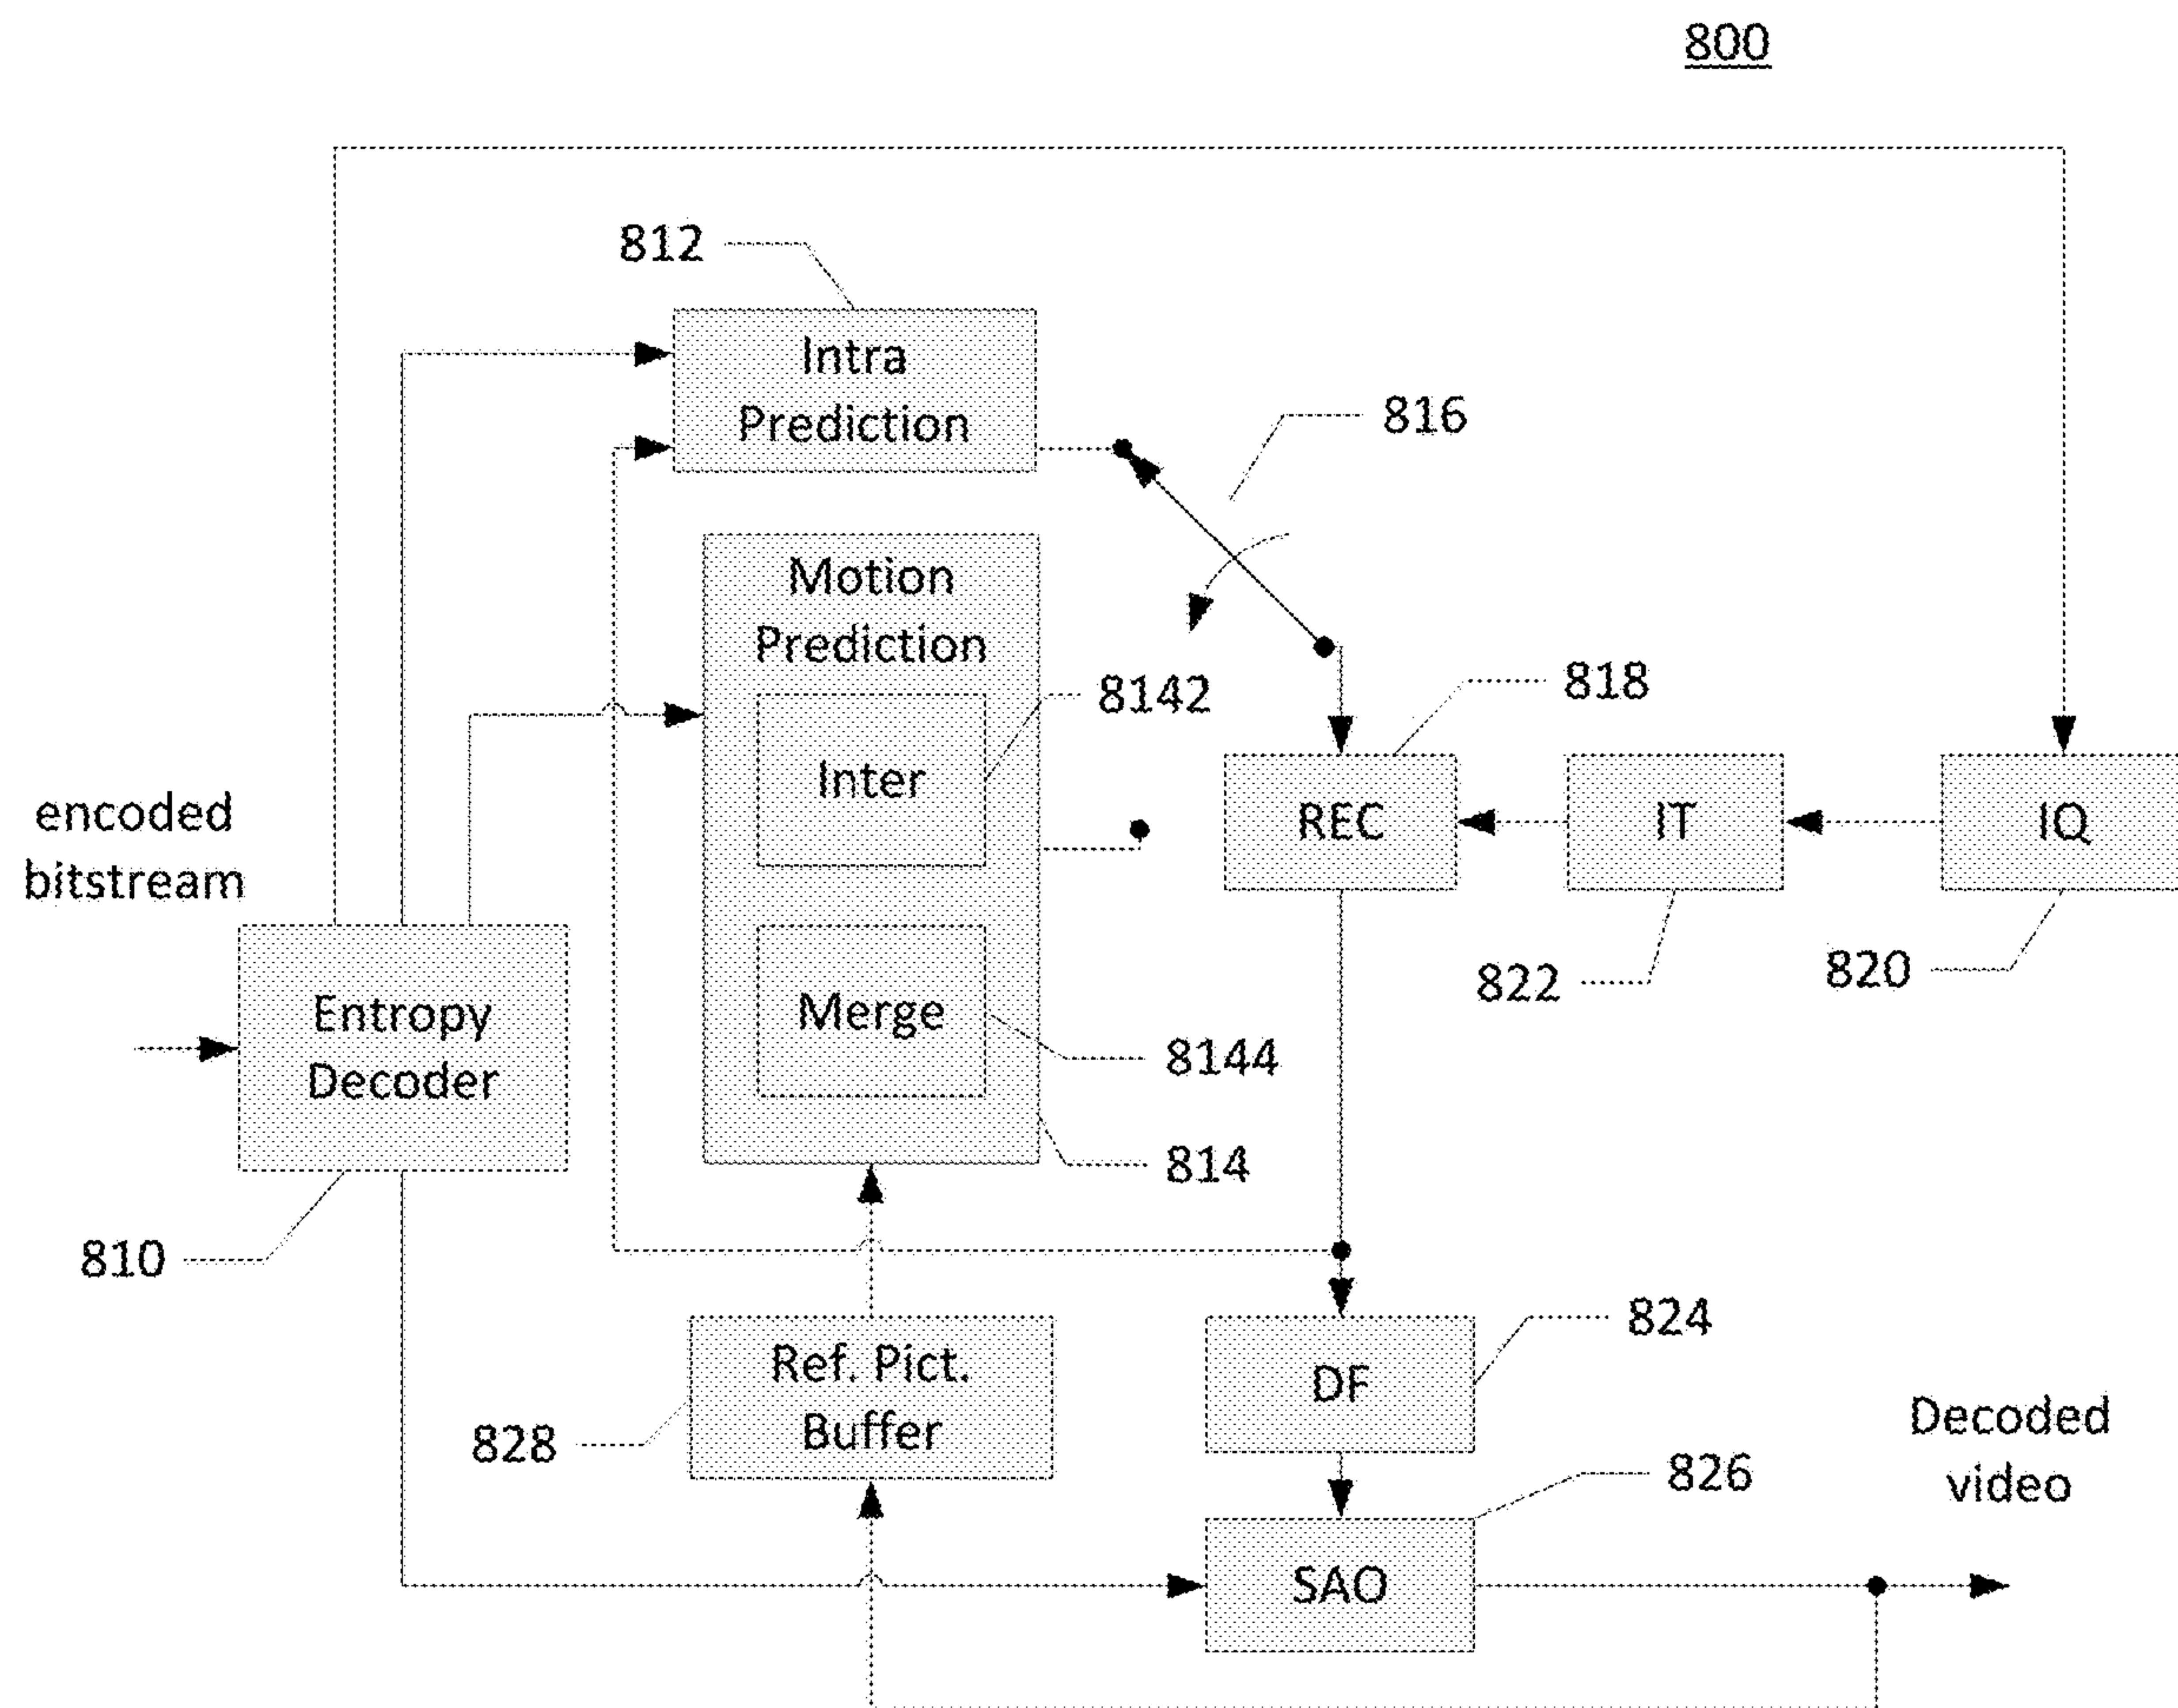 800
812
Intra
Prediction
816
Motion
Prediction
8142
818
Inter
REC
IT
IQ
encoded
bitstream
822
820
Entropy
Decoder
Merge
8144
814
810
824
Ref. Pict.
Buffer
DF
828
Decoded
video
826
SAO